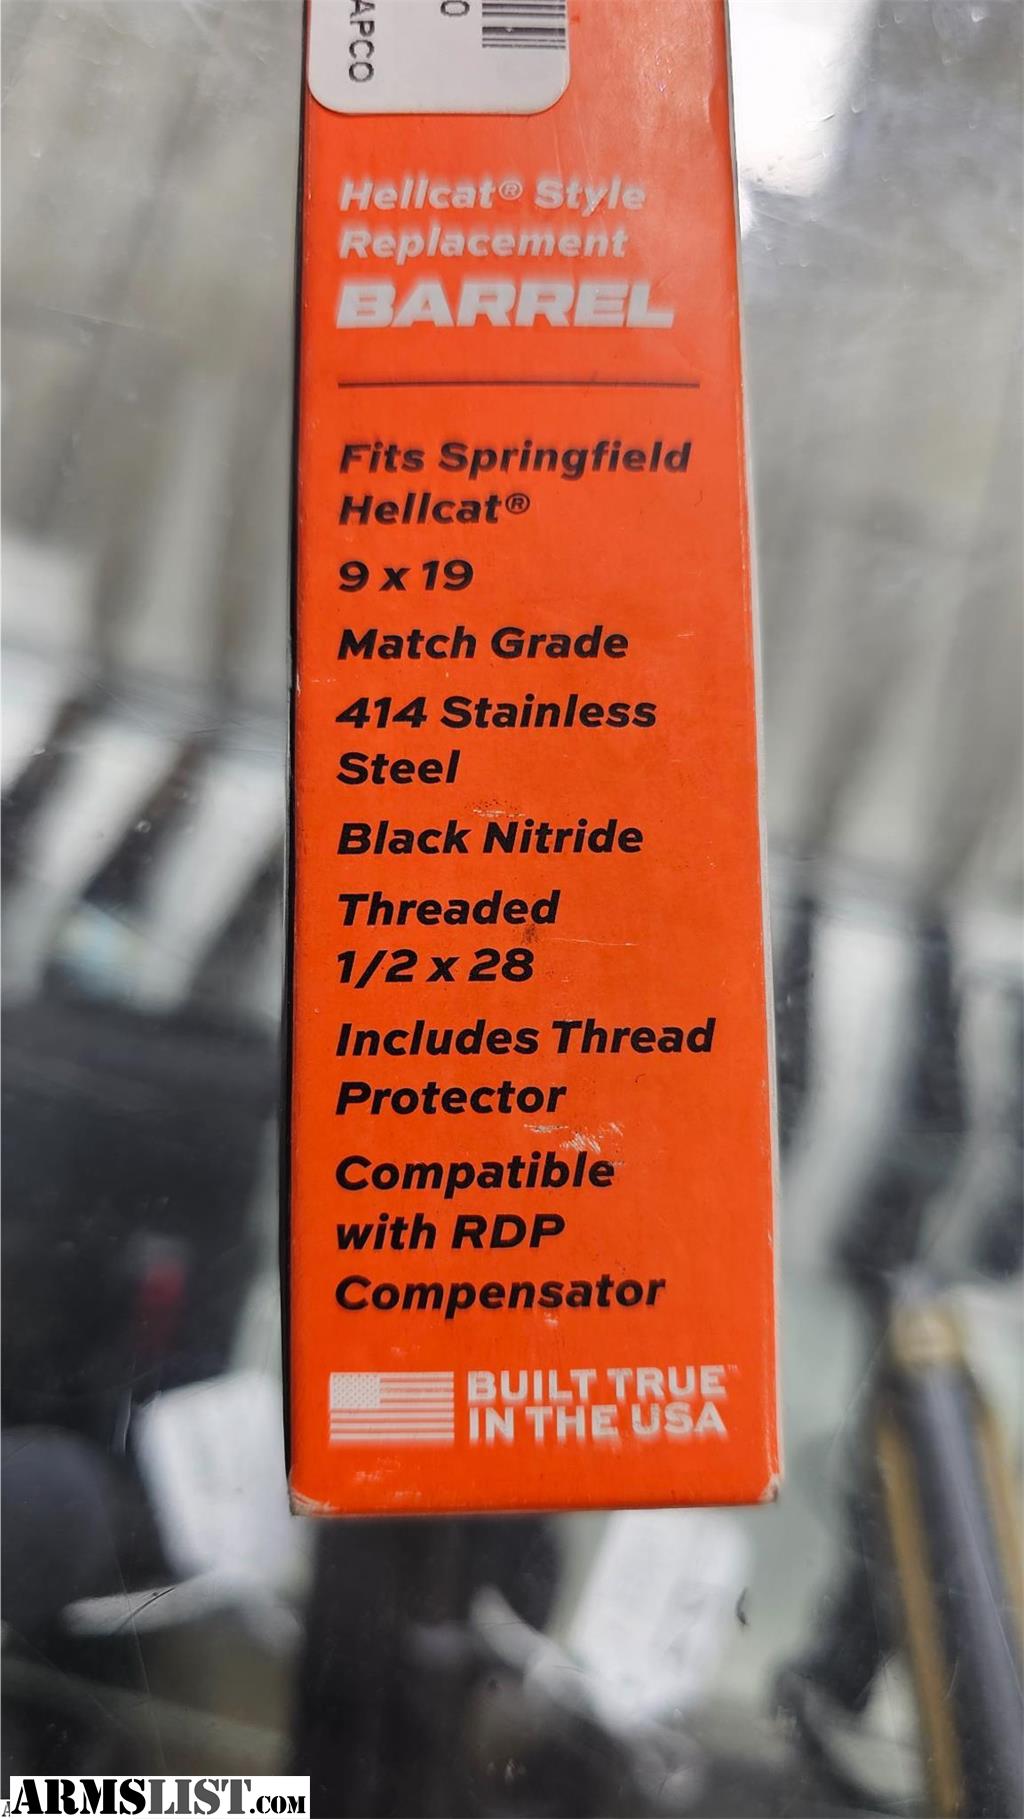 APCO
0
Hellcat® Style
Replacement
BARREL
Fits Springfield
Hellcat®
9 x 19
Match Grade
414 Stainless
Steel
Black Nitride
Threaded
1/2 x 28
Includes Thread
Protector
Compatible
with RDP
Compensator
BUILT TRUE™
IN THE USA
ARMSLIST.COM